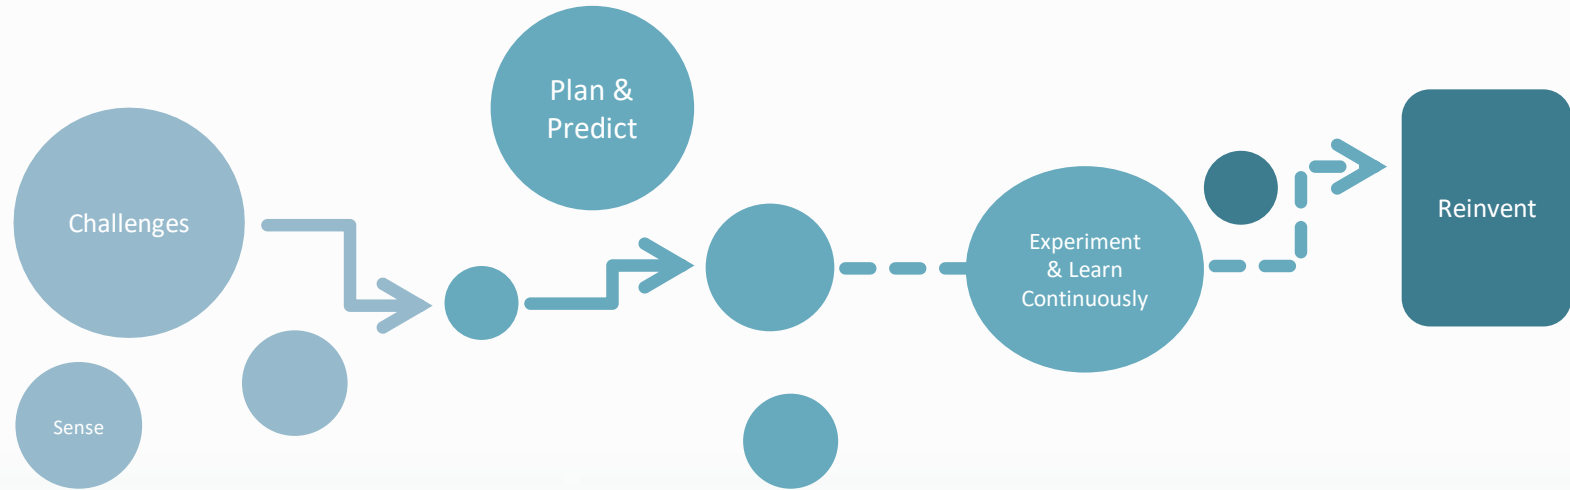 Plan &
Predict
Challenges
Sense
Experiment
& Learn
Continuously
Reinvent